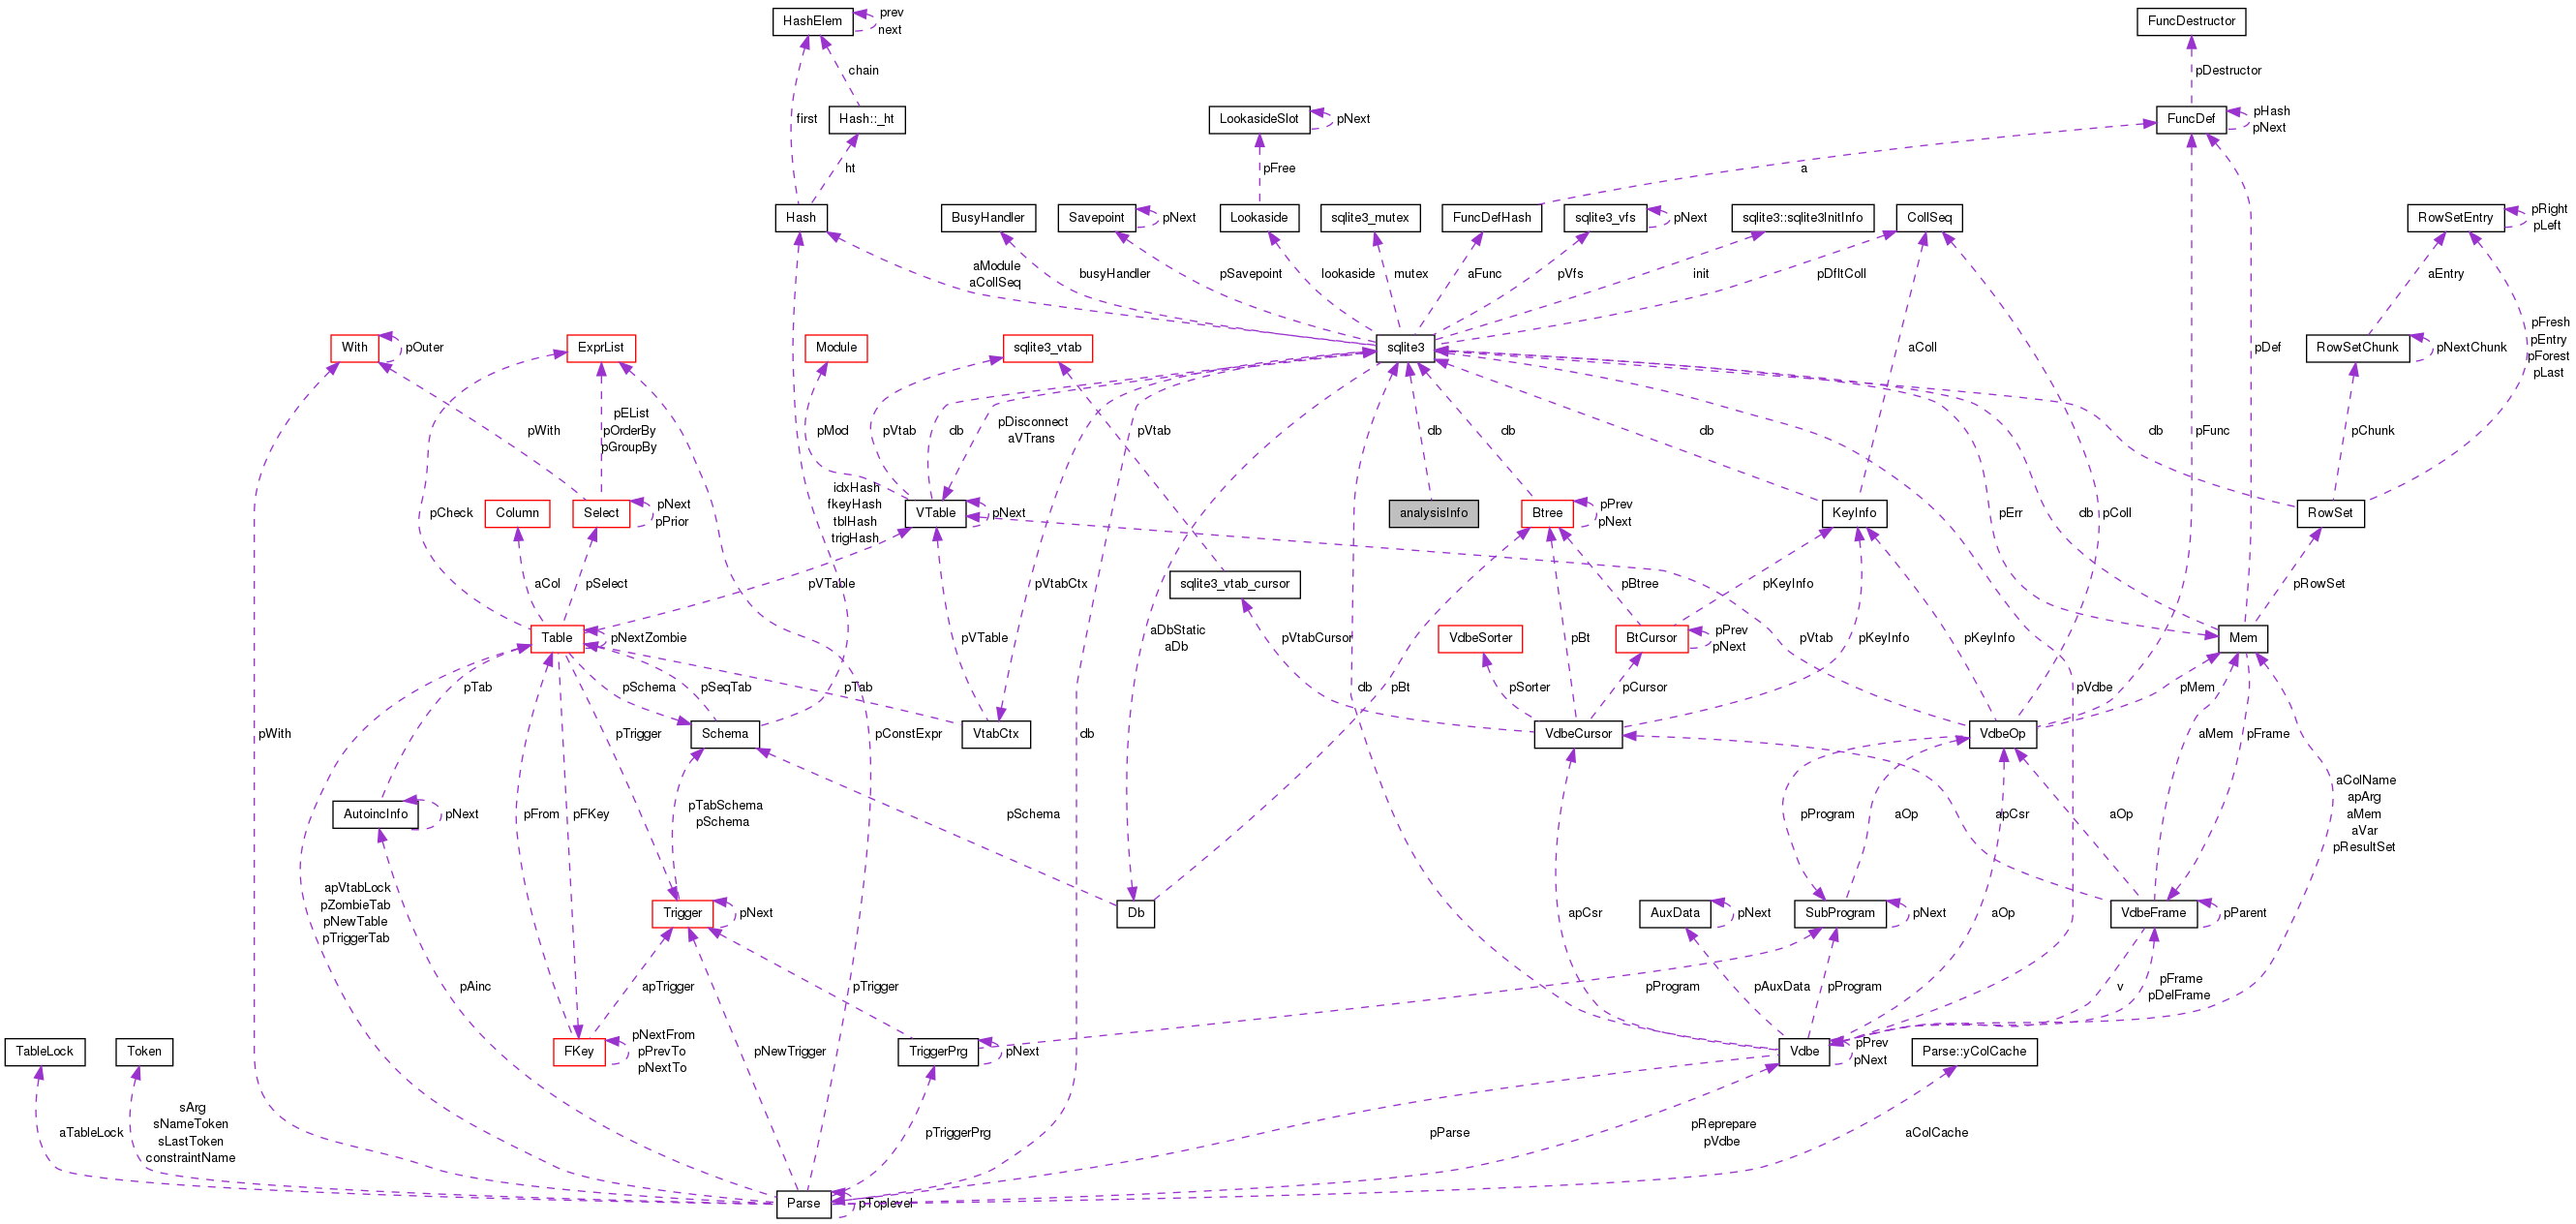 HashElem
prev
next
FuncDestructor
chain
pDestructor
first
Hash::_ht
LookasideSlot
pNext
FuncDef
pHash
pNext
ht
pFree
a
Hash
BusyHandler
Savepoint
pNext
Lookaside
sqlite3_mutex
FuncDefHash
sqlite3_vfs
pNext
sqlite3::sqlite3InitInfo
CollSeq
RowSetEntry
pRight
pLeft
aModule
aCollSeq
busyHandler
pSavepoint
lookaside
mutex
aFunc
pVfs
init
pDfltColl
aEntry
With
pOuter
ExprList
Module
sqlite3_vtab
sqlite3
aColl
pDef
RowSetChunk
pNextChunk
pFresh
pEntry
pForest
pLast
pWith
pEList
pOrderBy
pGroupBy
pMod
pVtab
db
pDisconnect
aVTrans
pVtab
db
db
db
pFunc
pChunk
db
Column
Select
pNext
pPrior
pCheck
idxHash
fkeyHash
tblHash
trigHash
VTable
pNext
analysisInfo
Btree
pPrev
pNext
KeyInfo
pErr
db
pColl
RowSet
aCol
pSelect
pVTable
pVtabCtx
sqlite3_vtab_cursor
pBtree
pKeyInfo
pRowSet
Table
pNextZombie
pVTable
aDbStatic
aDb
pVtabCursor
VdbeSorter
pBt
BtCursor
pPrev
pNext
pKeyInfo
pVtab
pKeyInfo
Mem
pTab
pSchema
pSeqTab
pTab
db
pBt
pSorter
pCursor
pMem
pVdbe
pWith
pTrigger
Schema
pConstExpr
VtabCtx
db
VdbeCursor
VdbeOp
aMem
pFrame
AutoincInfo
pNext
pFrom
pFKey
pTabSchema
pSchema
pSchema
pProgram
aOp
apCsr
aOp
aColName
apArg
aMem
aVar
pResultSet
apVtabLock
pZombieTab
pNewTable
pTriggerTab
Trigger
pNext
Db
apCsr
AuxData
pNext
SubProgram
pNext
aOp
VdbeFrame
pParent
pAinc
apTrigger
pTrigger
pProgram
pAuxData
pProgram
v
pFrame
pDelFrame
TableLock
Token
FKey
pNextFrom
pPrevTo
pNextTo
pNewTrigger
TriggerPrg
pNext
Vdbe
pPrev
pNext
Parse::yColCache
aTableLock
sArg
sNameToken
sLastToken
constraintName
pTriggerPrg
pParse
pReprepare
pVdbe
aColCache
Parse
pToplevel